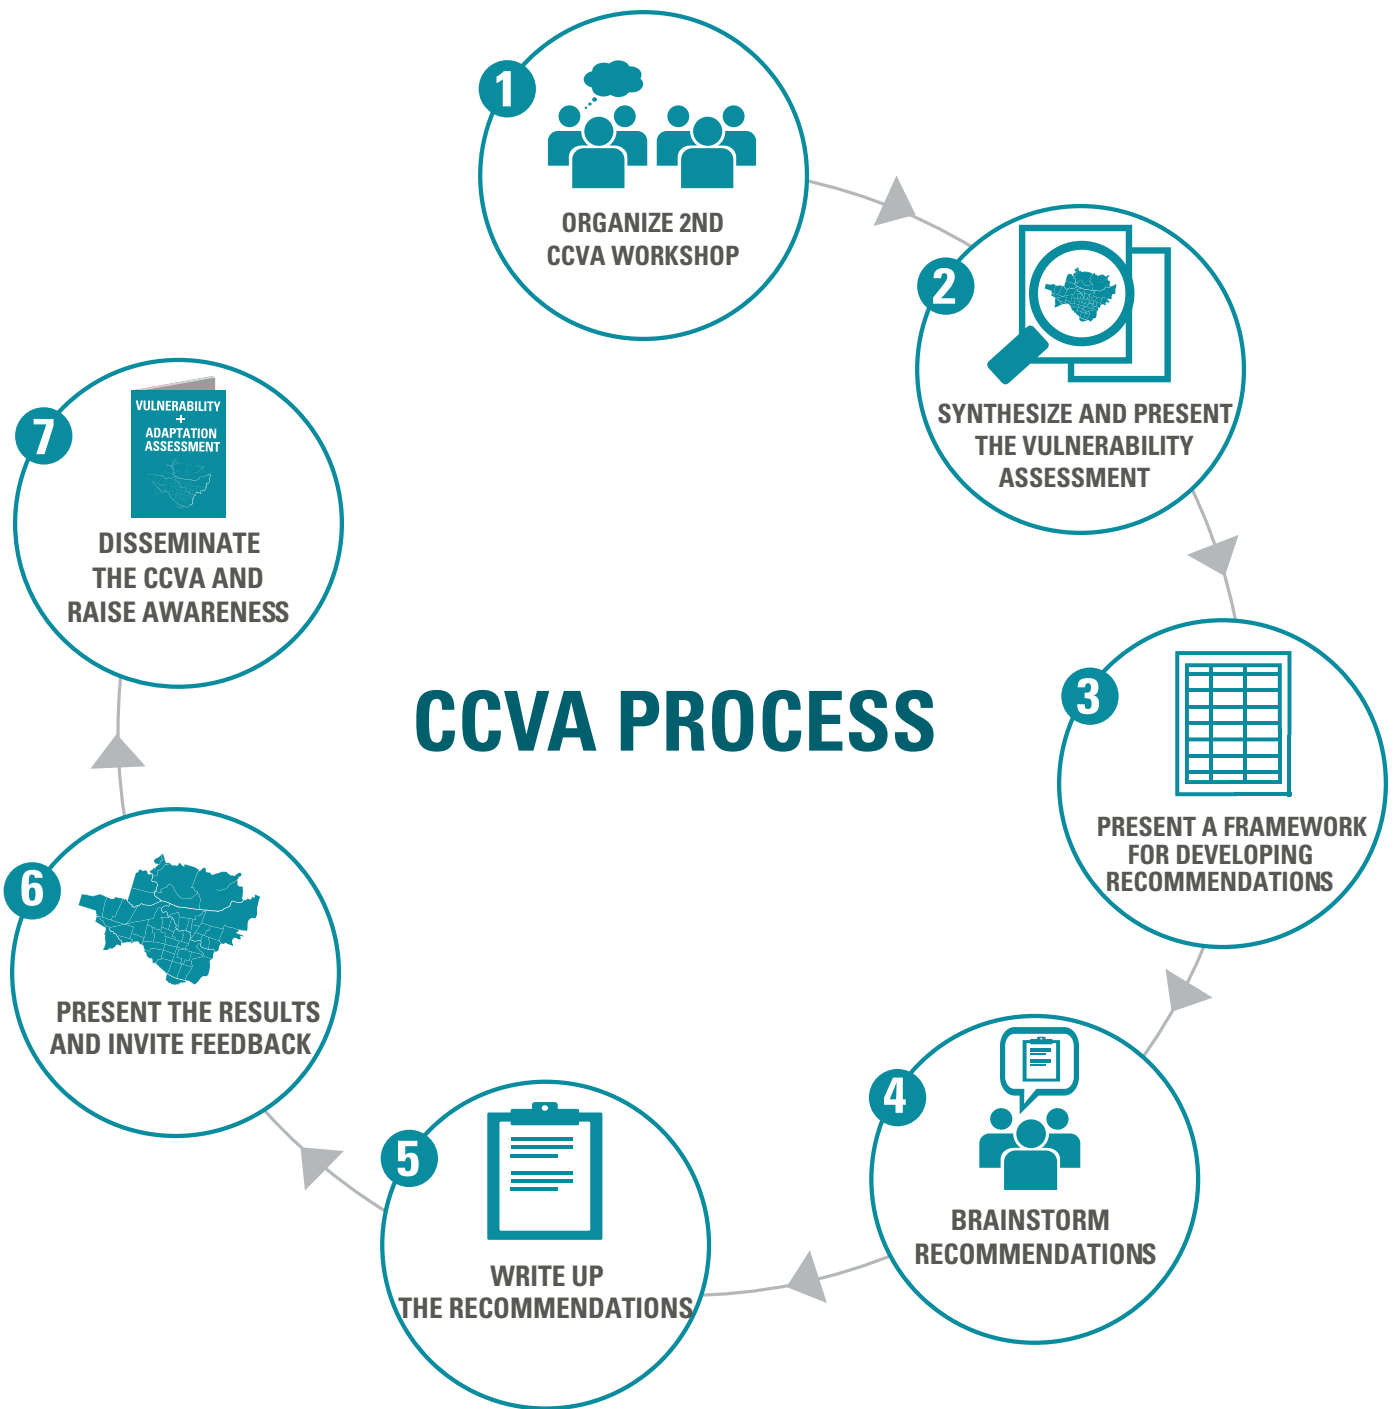 1
ORGANIZE 2ND
CCVA WORKSHOP
2
SYNTHESIZE AND PRESENT
THE VULNERABILITY
ASSESSMENT
3
PRESENT A FRAMEWORK
FOR DEVELOPING
RECOMMENDATIONS
4
BRAINSTORM
RECOMMENDATIONS
5
WRITE UP
THE RECOMMENDATIONS
6
PRESENT THE RESULTS
AND INVITE FEEDBACK
7
VULNERABILITY
+
ADAPTATION
ASSESSMENT
DISSEMINATE
THE CCVA AND
RAISE AWARENESS
CCVA PROCESS